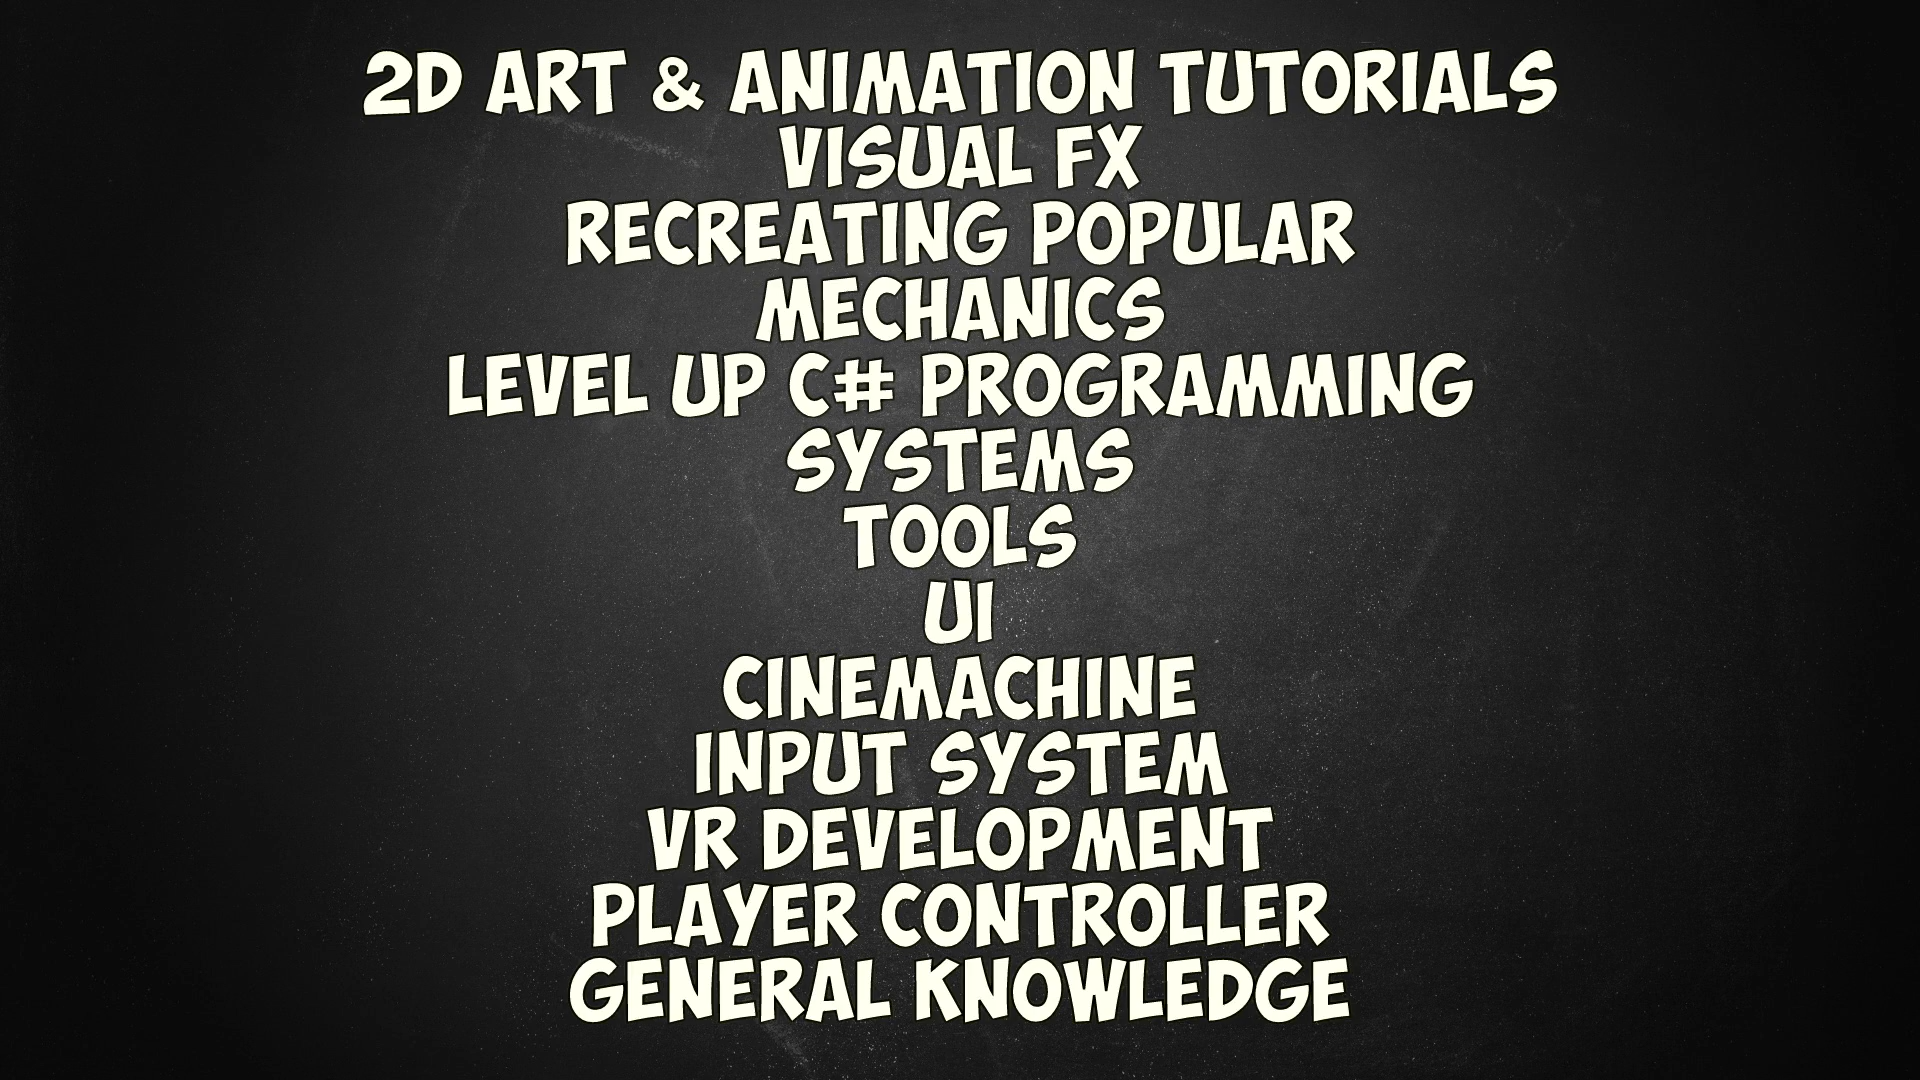 2D ART & ANIMATION TUTORIALS
VISUAL FX
RECREATING POPULAR
MECHANICS
LEVEL UP C# PROGRAMMING
SYSTEMS
TOOLS
UI
CINEMACHINE
INPUT SYSTEM
VR DEVELOPMENT
PLAYER CONTROLLER
GENERAL KNOWLEDGE